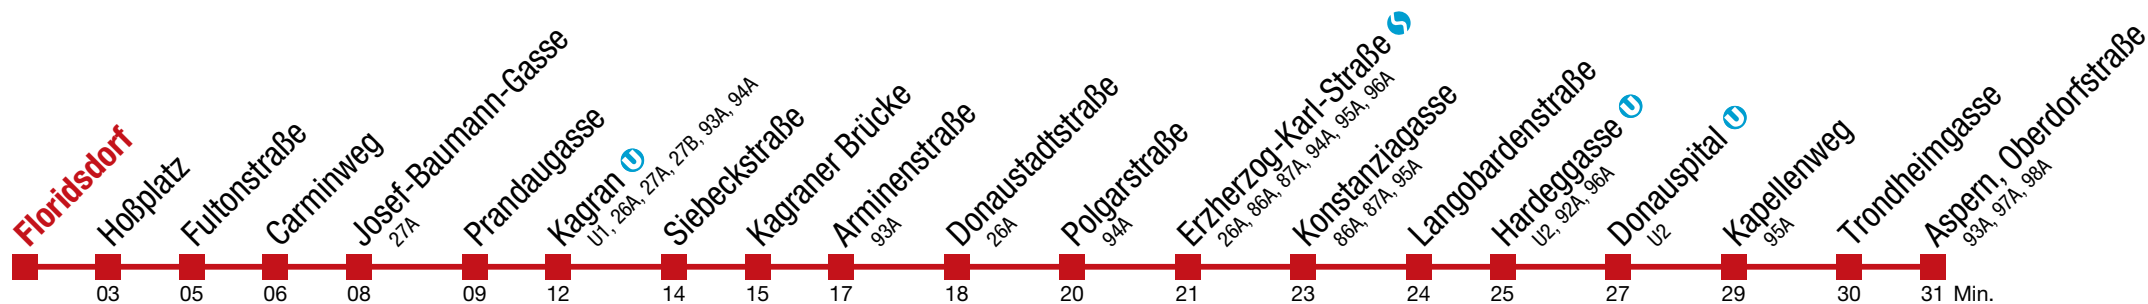 Floridsdorf
Hoßplatz
Fultonstraße
Carminweg
Josef-Baumann-Gasse
27A
Prandaugasse
Kagran U
U1, 26A, 27A, 27B, 93A, 94A
Siebeckstraße
Kagraner Brücke
Arminenstraße
93A
Donaustadtstraße
26A
Polgarstraße
94A
Erzherzog-Karl-Straße S
26A, 86A, 87A, 94A, 95A, 96A
Konstanziagasse
86A, 87A, 95A
Langobardenstraße
Hardeggasse U
U2, 92A, 96A
Donauspital U
U2
Kapellenweg
95A
Trondheimgasse
Aspern, Oberdorfstraße
93A, 97A, 98A
03 05 06 08 09 12 14 15 17 18 20 21 23 24 25 27 29 30 31 Min.